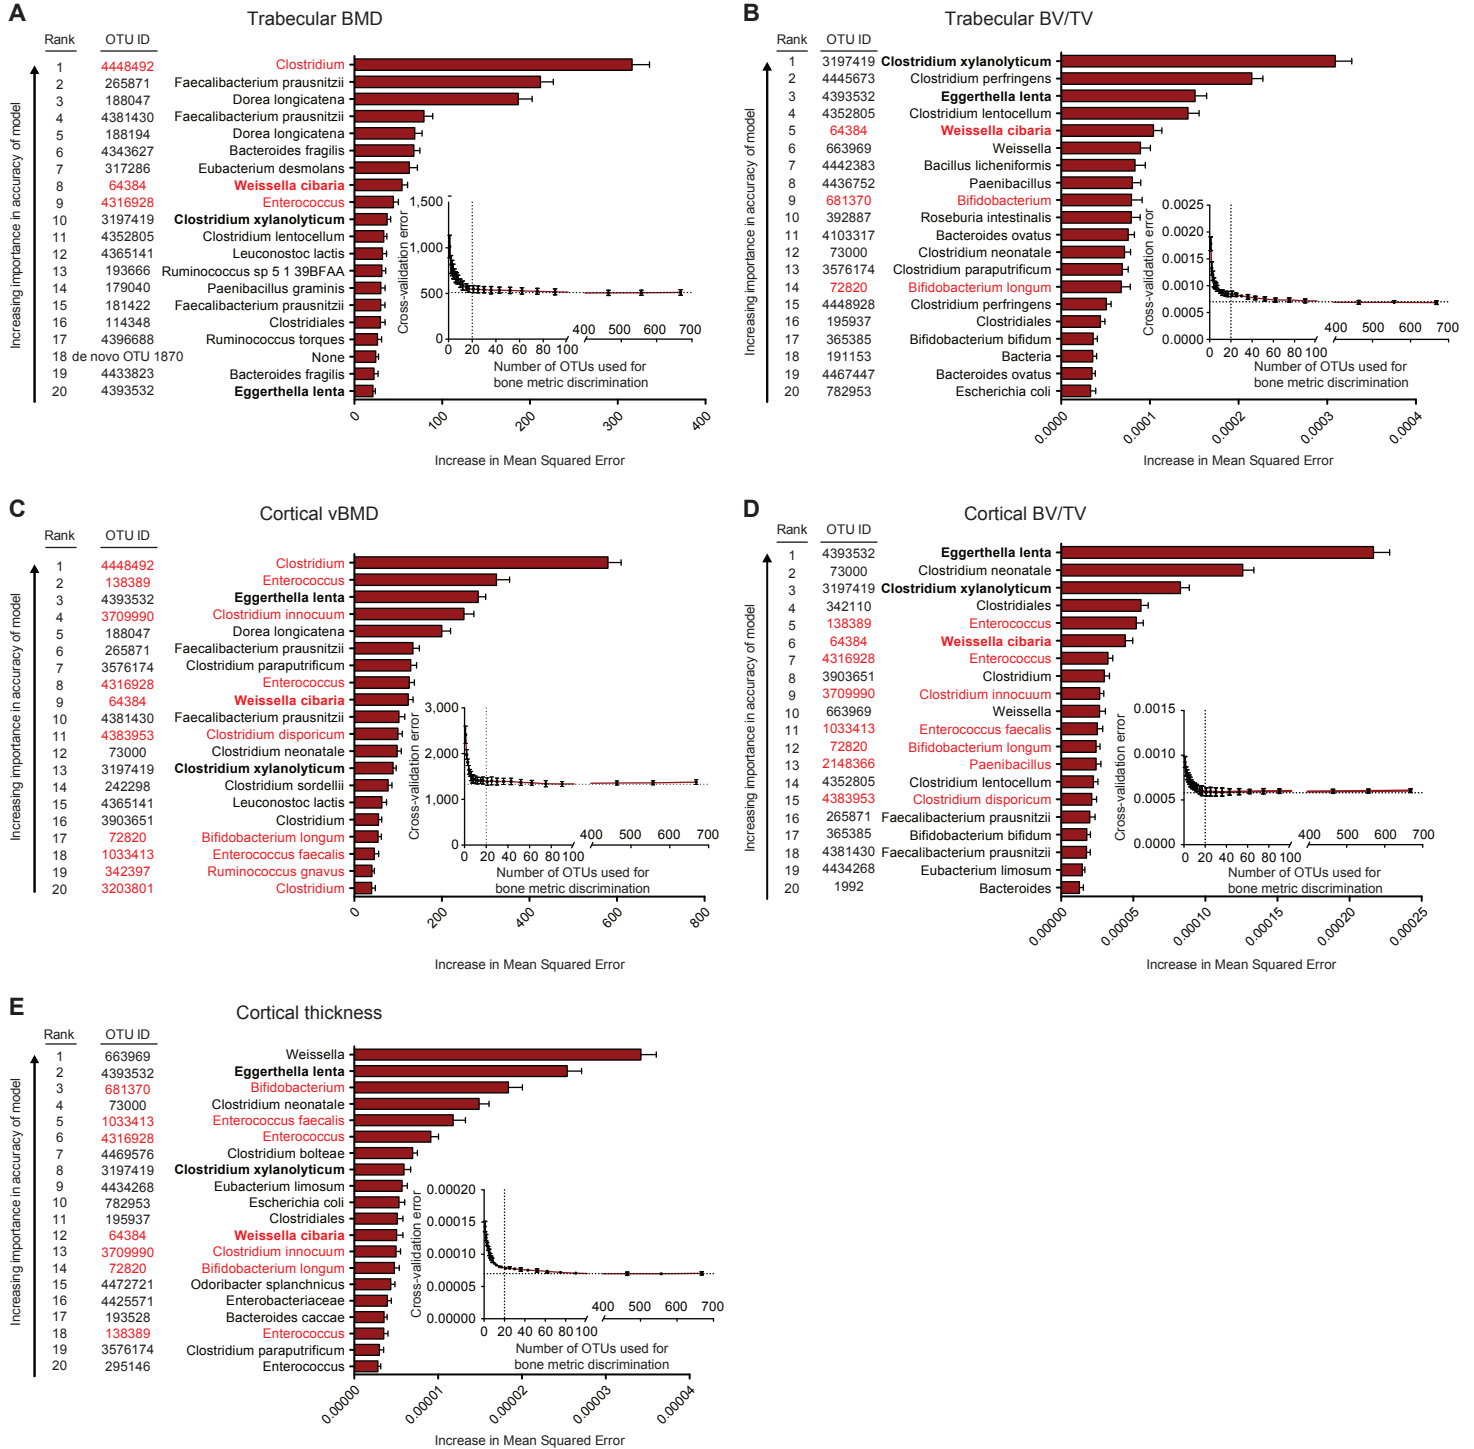 A
Trabecular BMD
Rank OTU ID
Increasing importance in accuracy of model
1 4448492 Clostridium
2 265871 Faecalibacterium prausnitzii
3 188047 Dorea longicatena
4 4381430 Faecalibacterium prausnitzii
5 188194 Dorea longicatena
6 4343627 Bacteroides fragilis
7 317286 Eubacterium desmolans
8 64384 Weissella cibaria
9 4316928 Enterococcus
10 3197419 Clostridium xylanolyticum
11 4352805 Clostridium lentocellum
12 4365141 Leuconostoc lactis
13 193666 Ruminococcus sp 5 1 39BFAA
14 179040 Paenibacillus graminis
15 181422 Faecalibacterium prausnitzii
16 114348 Clostridiales
17 4396688 Ruminococcus torques
18 de novo OTU 1870 None
19 4433823 Bacteroides fragilis
20 4393532 Eggerthella lenta
0 100 200 300 400
Increase in Mean Squared Error
Cross-validation error
1,500
1,000
500
0
0 20 40 60 80 100
400 500 600 700
Number of OTUs used for
bone metric discrimination
B
Trabecular BV/TV
Rank OTU ID
Increasing importance in accuracy of model
1 3197419 Clostridium xylanolyticum
2 4445673 Clostridium perfringens
3 4393532 Eggerthella lenta
4 4352805 Clostridium lentocellum
5 64384 Weissella cibaria
6 663969 Weissella
7 4442383 Bacillus licheniformis
8 4436752 Paenibacillus
9 681370 Bifidobacterium
10 392887 Roseburia intestinalis
11 4103317 Bacteroides ovatus
12 73000 Clostridium neonatale
13 3576174 Clostridium paraputrificum
14 72820 Bifidobacterium longum
15 4448928 Clostridium perfringens
16 195937 Clostridiales
17 365385 Bifidobacterium bifidum
18 191153 Bacteria
19 4467447 Bacteroides ovatus
20 782953 Escherichia coli
0.0000 0.0001 0.0002 0.0003 0.0004
Increase in Mean Squared Error
Cross-validation error
0.0025
0.0020
0.0015
0.0010
0.0005
0.0000
0 20 40 60 80 100
400 500 600 700
Number of OTUs used for
bone metric discrimination
C
Cortical vBMD
Rank OTU ID
Increasing importance in accuracy of model
1 4448492 Clostridium
2 138389 Enterococcus
3 4393532 Eggerthella lenta
4 3709990 Clostridium innocuum
5 188047 Dorea longicatena
6 265871 Faecalibacterium prausnitzii
7 3576174 Clostridium paraputrificum
8 4316928 Enterococcus
9 64384 Weissella cibaria
10 4381430 Faecalibacterium prausnitzii
11 4383953 Clostridium disporicum
12 73000 Clostridium neonatale
13 3197419 Clostridium xylanolyticum
14 242298 Clostridium sordellii
15 4365141 Leuconostoc lactis
16 3903651 Clostridium
17 72820 Bifidobacterium longum
18 1033413 Enterococcus faecalis
19 342397 Ruminococcus gnavus
20 3203801 Clostridium
0 200 400 600 800
Increase in Mean Squared Error
Cross-validation error
3,000
2,000
1,000
0
0 20 40 60 80 100
400 500 600 700
Number of OTUs used for
bone metric discrimination
D
Cortical BV/TV
Rank OTU ID
Increasing importance in accuracy of model
1 4393532 Eggerthella lenta
2 73000 Clostridium neonatale
3 3197419 Clostridium xylanolyticum
4 342110 Clostridiales
5 138389 Enterococcus
6 64384 Weissella cibaria
7 4316928 Enterococcus
8 3903651 Clostridium
9 3709990 Clostridium innocuum
10 663969 Weissella
11 1033413 Enterococcus faecalis
12 72820 Bifidobacterium longum
13 2148366 Paenibacillus
14 4352805 Clostridium lentocellum
15 4383953 Clostridium disporicum
16 265871 Faecalibacterium prausnitzii
17 365385 Bifidobacterium bifidum
18 4381430 Faecalibacterium prausnitzii
19 4434268 Eubacterium limosum
20 1992 Bacteroides
0.00000 0.00005 0.00010 0.00015 0.00020 0.00025
Increase in Mean Squared Error
Cross-validation error
0.0015
0.0010
0.0005
0.0000
0 20 40 60 80 100
400 500 600 700
Number of OTUs used for
bone metric discrimination
E
Cortical thickness
Rank OTU ID
Increasing importance in accuracy of model
1 663969 Weissella
2 4393532 Eggerthella lenta
3 681370 Bifidobacterium
4 73000 Clostridium neonatale
5 1033413 Enterococcus faecalis
6 4316928 Enterococcus
7 4469576 Clostridium bolteae
8 3197419 Clostridium xylanolyticum
9 4434268 Eubacterium limosum
10 782953 Escherichia coli
11 195937 Clostridiales
12 64384 Weissella cibaria
13 3709990 Clostridium innocuum
14 72820 Bifidobacterium longum
15 4472721 Odoribacter splanchnicus
16 4425571 Enterobacteriaceae
17 193528 Bacteroides caccae
18 138389 Enterococcus
19 3576174 Clostridium paraputrificum
20 295146 Enterococcus
0.00000 0.00001 0.00002 0.00003 0.00004
Increase in Mean Squared Error
Cross-validation error
0.00020
0.00015
0.00010
0.00005
0.00000
0 20 40 60 80 100
400 500 600 700
Number of OTUs used for
bone metric discrimination